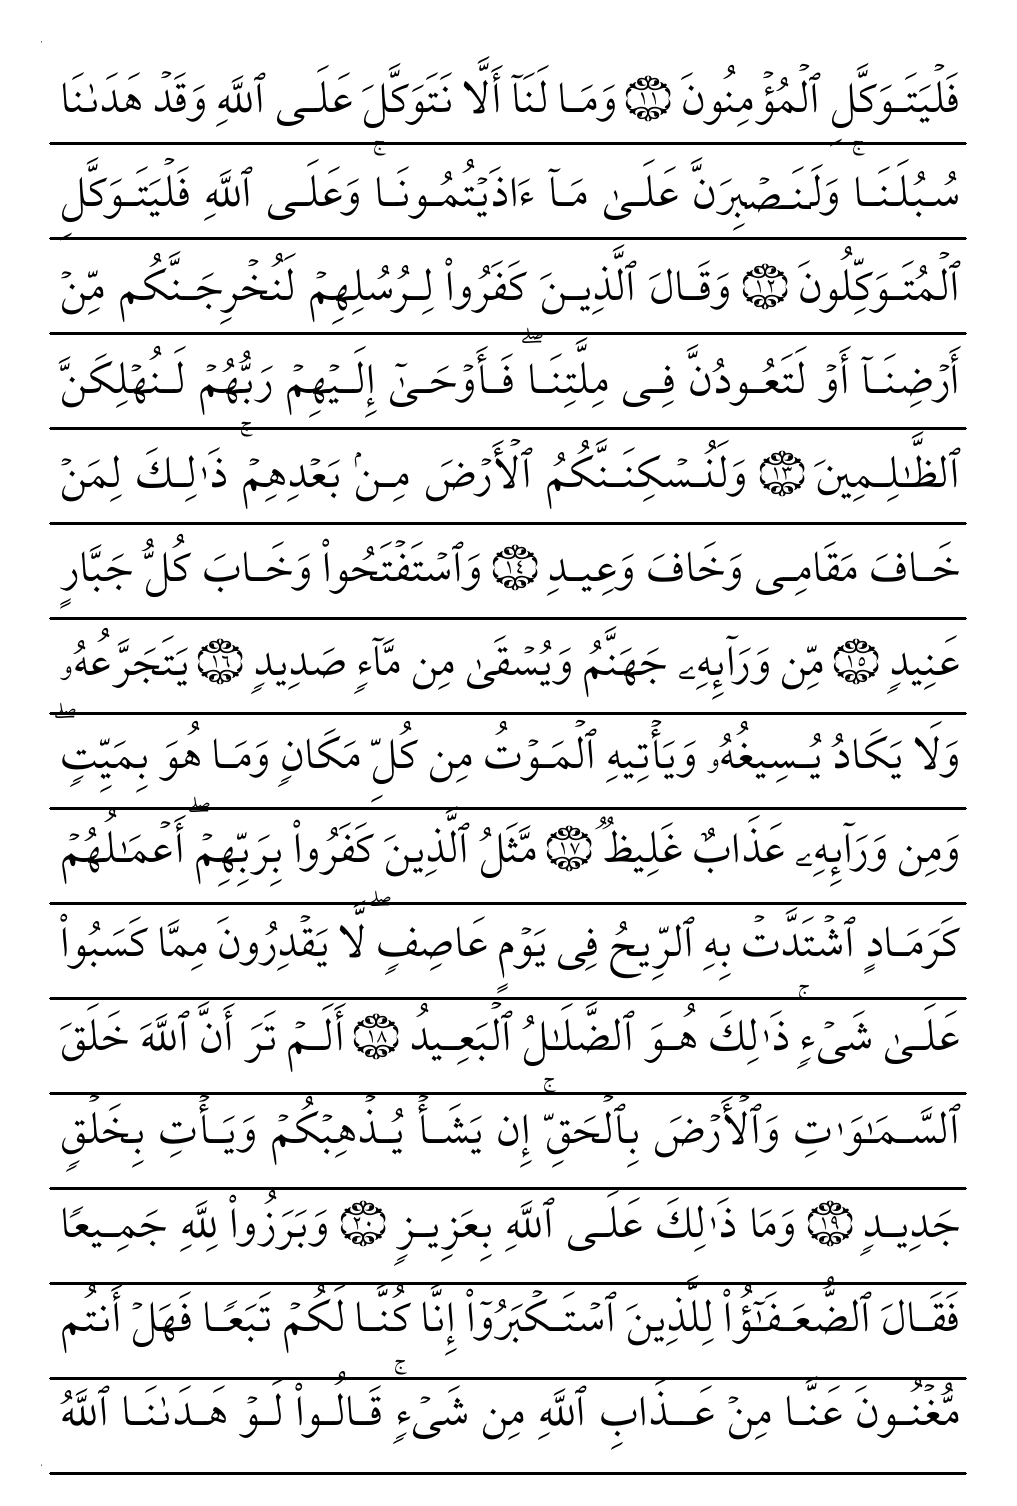 فَلۡيَتَوَكَّلِ ٱلۡمُؤۡمِنُونَ ١١ وَمَا لَنَآ أَلَّا نَتَوَكَّلَ عَلَى ٱللَّهِ وَقَدۡ هَدَىٰنَا
سُبُلَنَاۚ وَلَنَصۡبِرَنَّ عَلَىٰ مَآ ءَاذَيۡتُمُونَاۚ وَعَلَى ٱللَّهِ فَلۡيَتَوَكَّلِ
ٱلۡمُتَوَكِّلُونَ ١٢ وَقَالَ ٱلَّذِينَ كَفَرُواْ لِرُسُلِهِمۡ لَنُخۡرِجَنَّكُم مِّنۡ
أَرۡضِنَآ أَوۡ لَتَعُودُنَّ فِي مِلَّتِنَاۖ فَأَوۡحَىٰٓ إِلَيۡهِمۡ رَبُّهُمۡ لَنُهۡلِكَنَّ
ٱلظَّٰلِمِينَ ١٣ وَلَنُسۡكِنَنَّكُمُ ٱلۡأَرۡضَ مِنۢ بَعۡدِهِمۡۚ ذَٰلِكَ لِمَنۡ
خَافَ مَقَامِي وَخَافَ وَعِيدِ ١٤ وَٱسۡتَفۡتَحُواْ وَخَابَ كُلُّ جَبَّارٍ
عَنِيدٖ ١٥ مِّن وَرَآئِهِۦ جَهَنَّمُ وَيُسۡقَىٰ مِن مَّآءٖ صَدِيدٖ ١٦ يَتَجَرَّعُهُۥ
وَلَا يَكَادُ يُسِيغُهُۥ وَيَأۡتِيهِ ٱلۡمَوۡتُ مِن كُلِّ مَكَانٖ وَمَا هُوَ بِمَيِّتٖۖ
وَمِن وَرَآئِهِۦ عَذَابٌ غَلِيظٞ ١٧ مَّثَلُ ٱلَّذِينَ كَفَرُواْ بِرَبِّهِمۡۖ أَعۡمَٰلُهُمۡ
كَرَمَادٍ ٱشۡتَدَّتۡ بِهِ ٱلرِّيحُ فِي يَوۡمٍ عَاصِفٖۖ لَّا يَقۡدِرُونَ مِمَّا كَسَبُواْ
عَلَىٰ شَيۡءٖۚ ذَٰلِكَ هُوَ ٱلضَّلَٰلُ ٱلۡبَعِيدُ ١٨ أَلَمۡ تَرَ أَنَّ ٱللَّهَ خَلَقَ
ٱلسَّمَٰوَٰتِ وَٱلۡأَرۡضَ بِٱلۡحَقِّۚ إِن يَشَأۡ يُذۡهِبۡكُمۡ وَيَأۡتِ بِخَلۡقٖ
جَدِيدٖ ١٩ وَمَا ذَٰلِكَ عَلَى ٱللَّهِ بِعَزِيزٖ ٢٠ وَبَرَزُواْ لِلَّهِ جَمِيعٗا
فَقَالَ ٱلضُّعَفَٰٓؤُاْ لِلَّذِينَ ٱسۡتَكۡبَرُوٓاْ إِنَّا كُنَّا لَكُمۡ تَبَعٗا فَهَلۡ أَنتُم
مُّغۡنُونَ عَنَّا مِنۡ عَذَابِ ٱللَّهِ مِن شَيۡءٖۚ قَالُواْ لَوۡ هَدَىٰنَا ٱللَّهُ